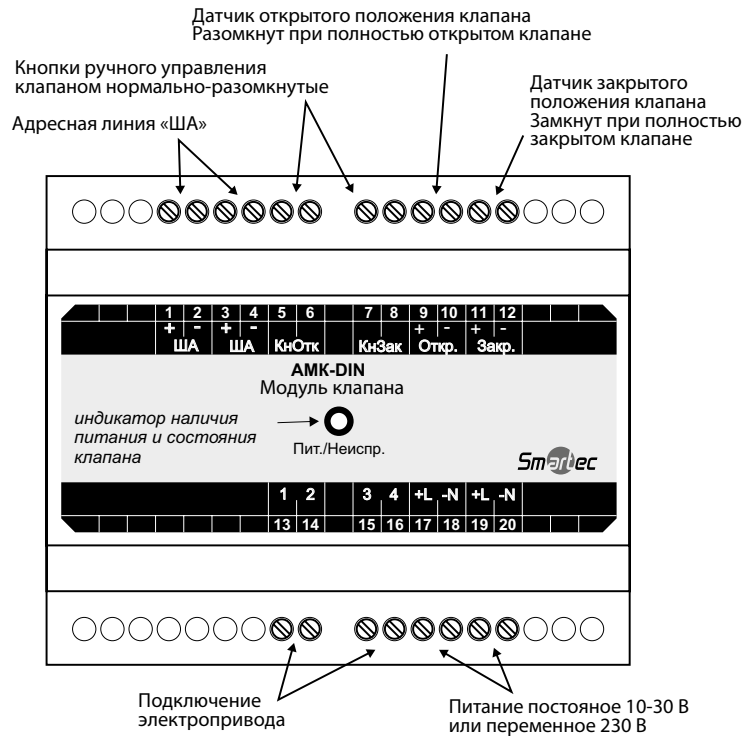 Датчик открытого положения клапана
Разомкнут при полностью открытом клапане
Кнопки ручного управления
клапаном нормально-разомкнутые
Датчик закрытого
положения клапана
Замкнут при полностью
закрытом клапане
Адресная линия «ША»
1 2 3 4 5 6 7 8 9 10 11 12
+ - + - + - + -
ША ША КнОтк КнЗак Откр. Закр.
АМК-DIN
Модуль клапана
индикатор наличия
питания и состояния
клапана
Пит./Неиспр.
Smartec
1 2 3 4 +L -N +L -N
13 14 15 16 17 18 19 20
Подключение
электропривода
Питание постояное 10-30 В
или переменное 230 В